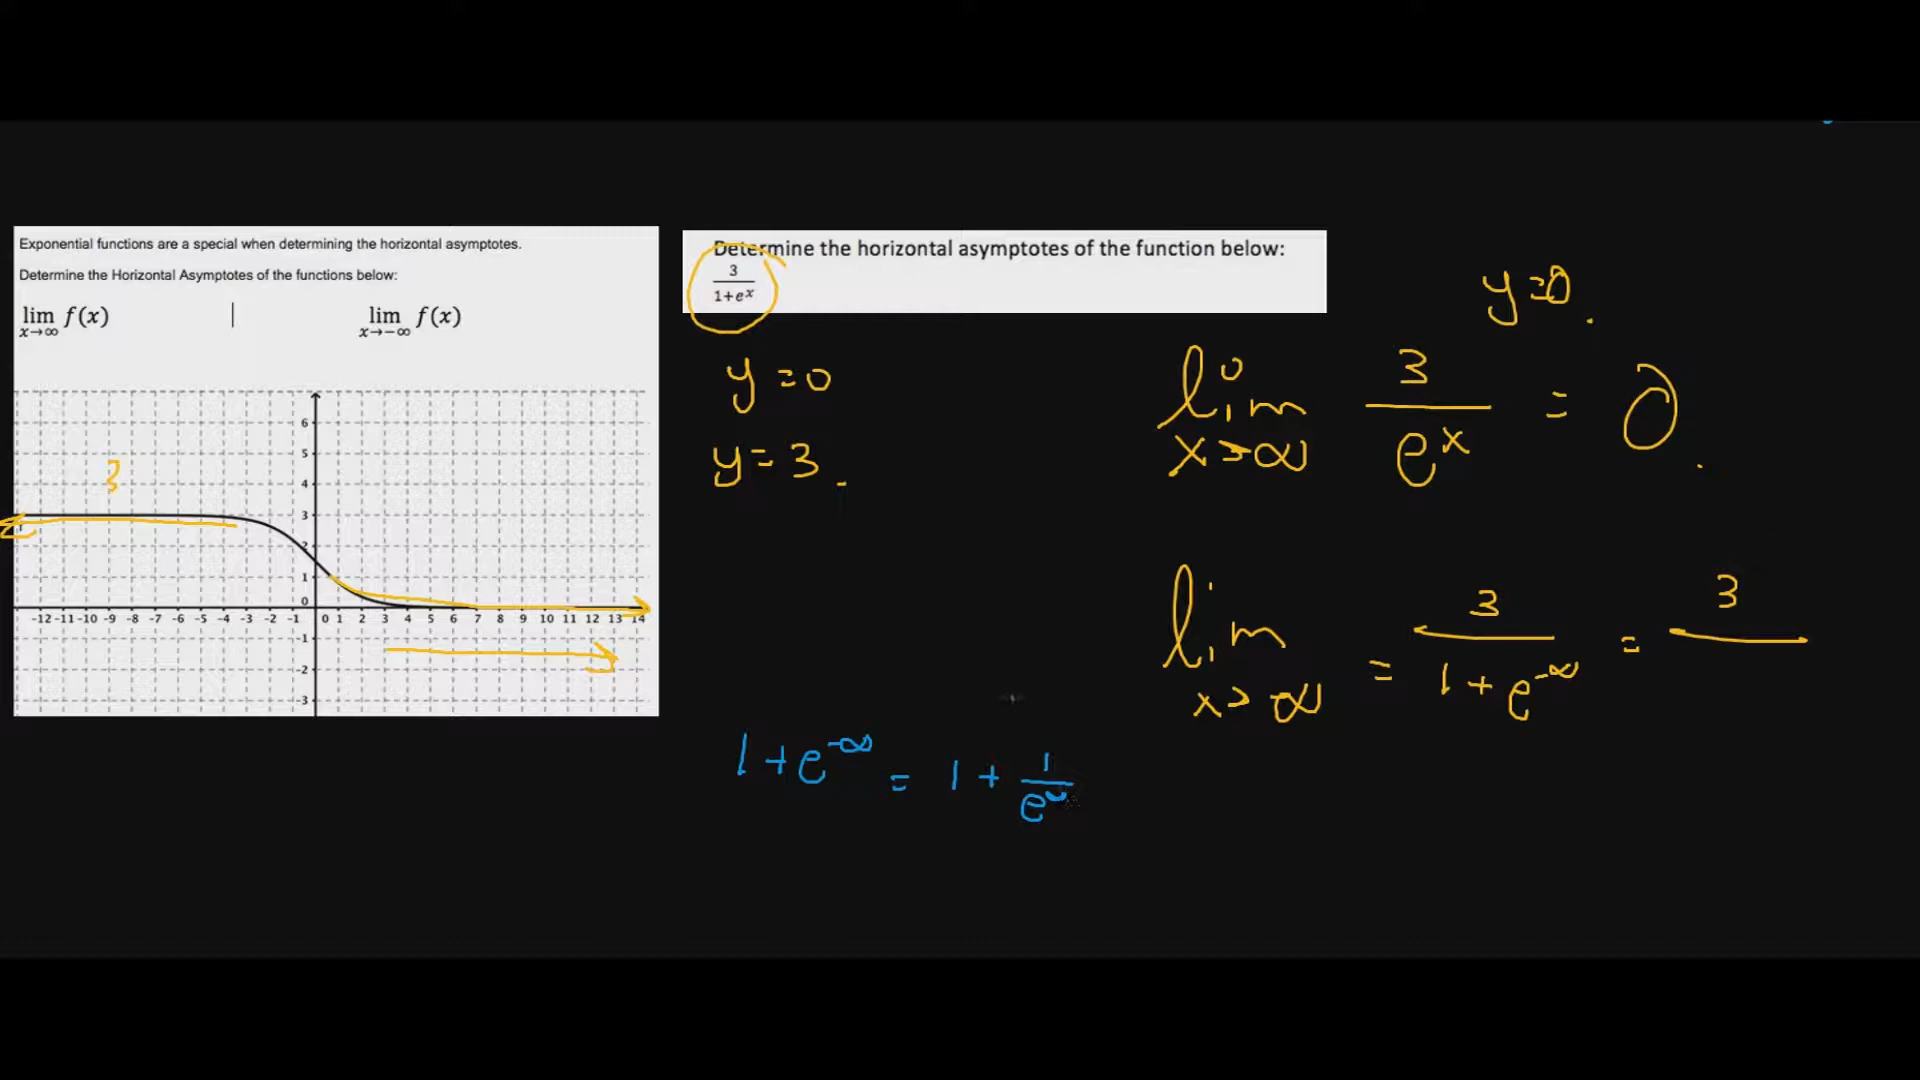 Exponential functions are a special when determining the horizontal asymptotes.
Determine the Horizontal Asymptotes of the functions below:
lim x→∞ f(x) | lim x→-∞ f(x)
6
5
4
3
2
1
0
-12 -11 -10 -9 -8 -7 -6 -5 -4 -3 -2 -1 0 1 2 3 4 5 6 7 8 9 10 11 12 13 14
-1
-2
-3
3
Determine the horizontal asymptotes of the function below:
3
1+eˣ
y = 0
y = 3.
y=0.
lim x→∞ 3/eˣ = 0.
lim x→-∞ = 3/(1+e^-∞) = 3
1+e^-∞ = 1 + 1/e